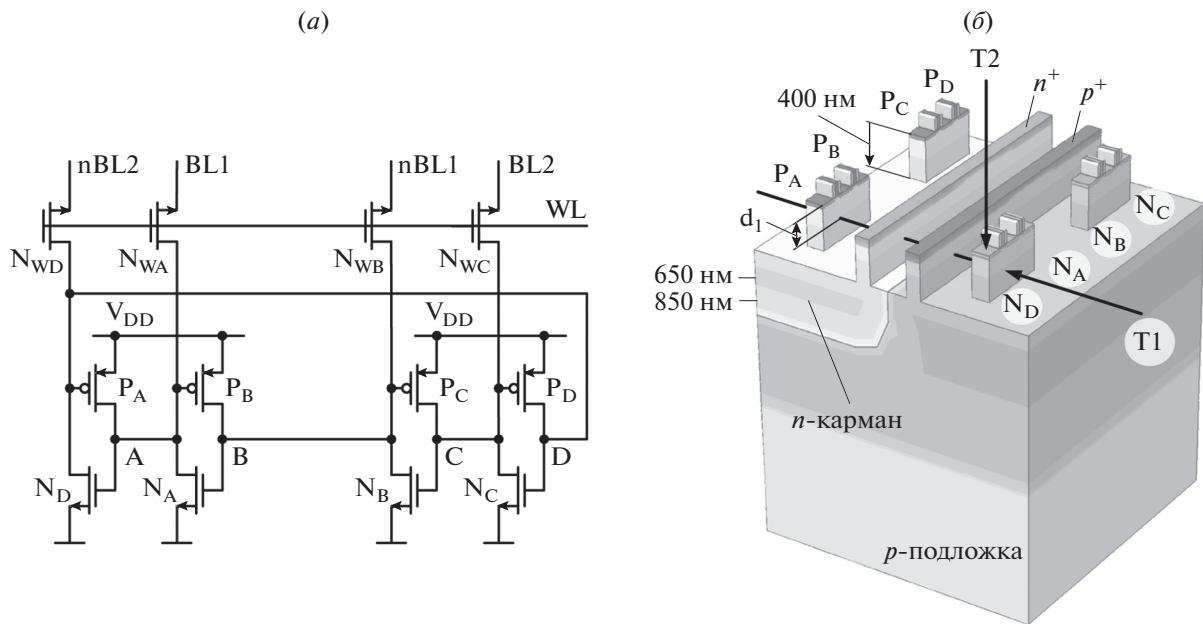 (а)
nBL2 BL1 nBL1 BL2
WL
N_WD N_WA N_WB N_WC
V_DD V_DD
P_A P_B P_C P_D
A B C D
N_D N_A N_B N_C
(б)
T2
n⁺
p⁺
P_D
P_C
400 нм
P_B
P_A
d₁
N_C
N_B
N_A
N_D
650 нм
850 нм
T1
n-карман
p-подложка